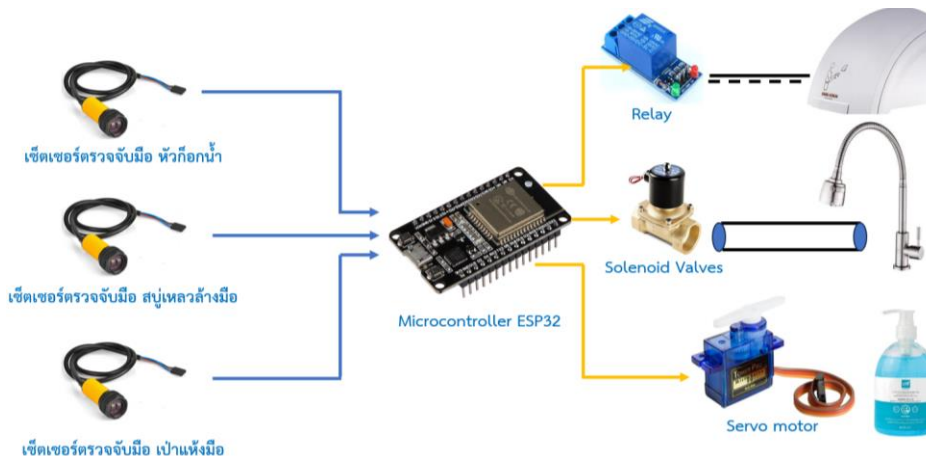 Relay
เซ็ตเซอร์ตรวจจับมือ หัวก็อกน้ำ
Solenoid Valves
เซ็ตเซอร์ตรวจจับมือ สบู่เหลวล้างมือ
Microcontroller ESP32
Servo motor
เซ็ตเซอร์ตรวจจับมือ เป่าแห้งมือ